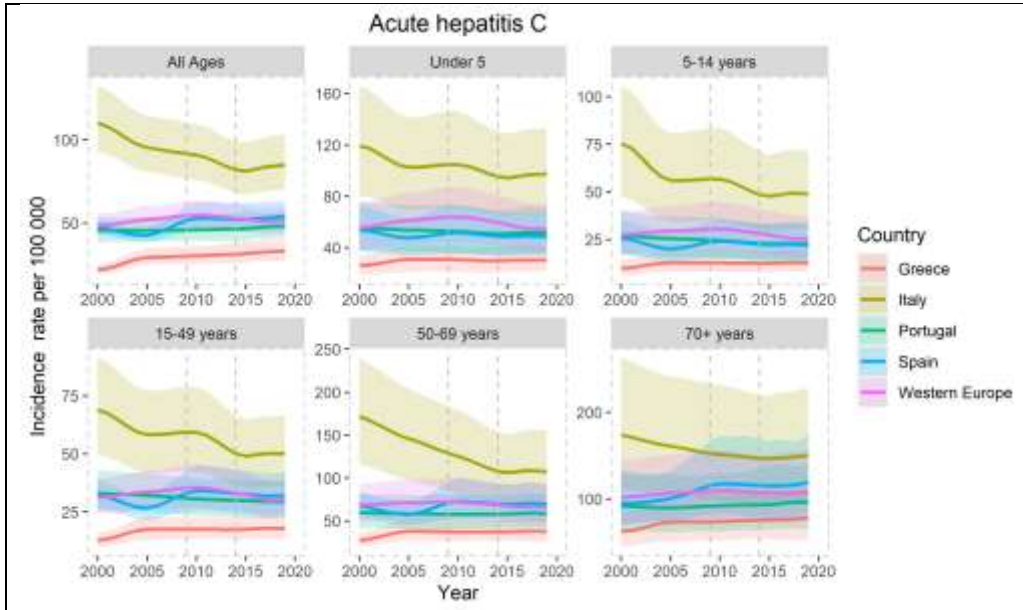 Acute hepatitis C
All Ages
Under 5
5-14 years
100
50
160
120
80
40
100
75
50
25
2000 2005 2010 2015 2020
2000 2005 2010 2015 2020
2000 2005 2010 2015 2020
15-49 years
50-69 years
70+ years
75
50
25
250
200
150
100
50
200
100
2000 2005 2010 2015 2020
2000 2005 2010 2015 2020
2000 2005 2010 2015 2020
Incidence rate per 100 000
Year
Country
Greece
Italy
Portugal
Spain
Western Europe